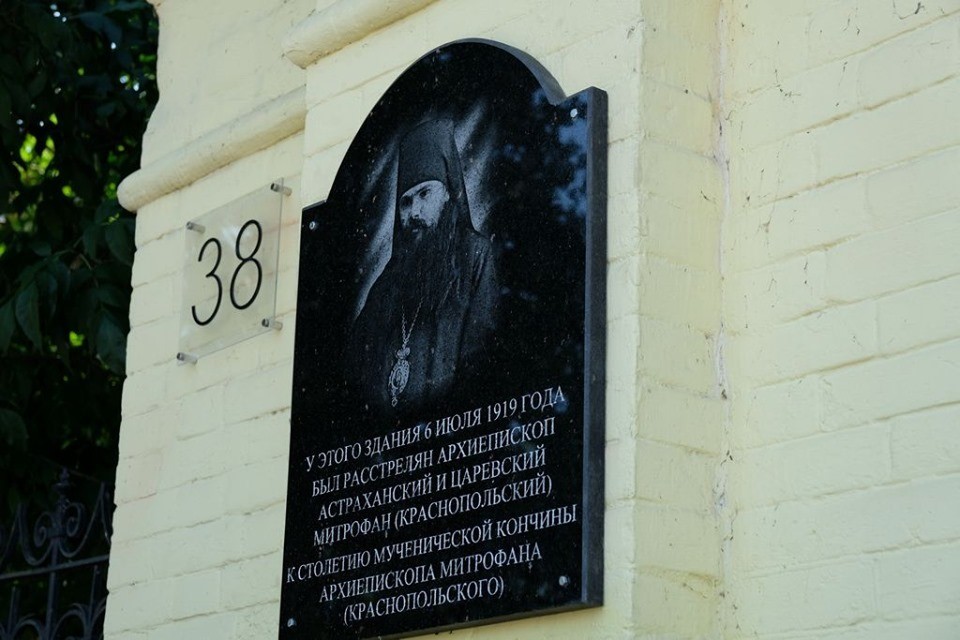 38
У ЭТОГО ЗДАНИЯ 6 ИЮЛЯ 1919 ГОДА
БЫЛ РАССТРЕЛЯН АРХИЕПИСКОП
АСТРАХАНСКИЙ И ЦАРЕВСКИЙ
МИТРОФАН (КРАСНОПОЛЬСКИЙ)
К СТОЛЕТИЮ МУЧЕНИЧЕСКОЙ КОНЧИНЫ
АРХИЕПИСКОПА МИТРОФАНА
(КРАСНОПОЛЬСКОГО)